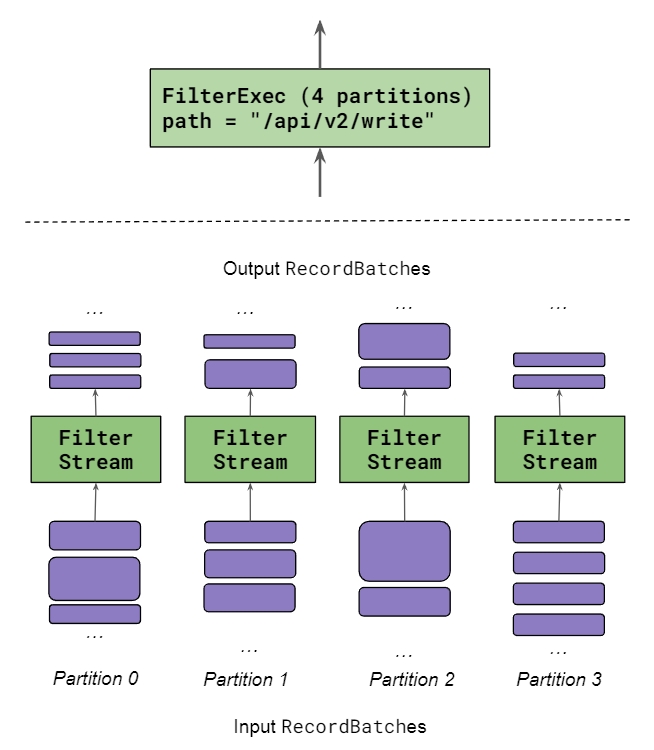 FilterExec (4 partitions)
path = "/api/v2/write"
Output RecordBatches
... ... ... ...
Filter Stream
Filter Stream
Filter Stream
Filter Stream
... ... ... ...
Partition 0 Partition 1 Partition 2 Partition 3
Input RecordBatches